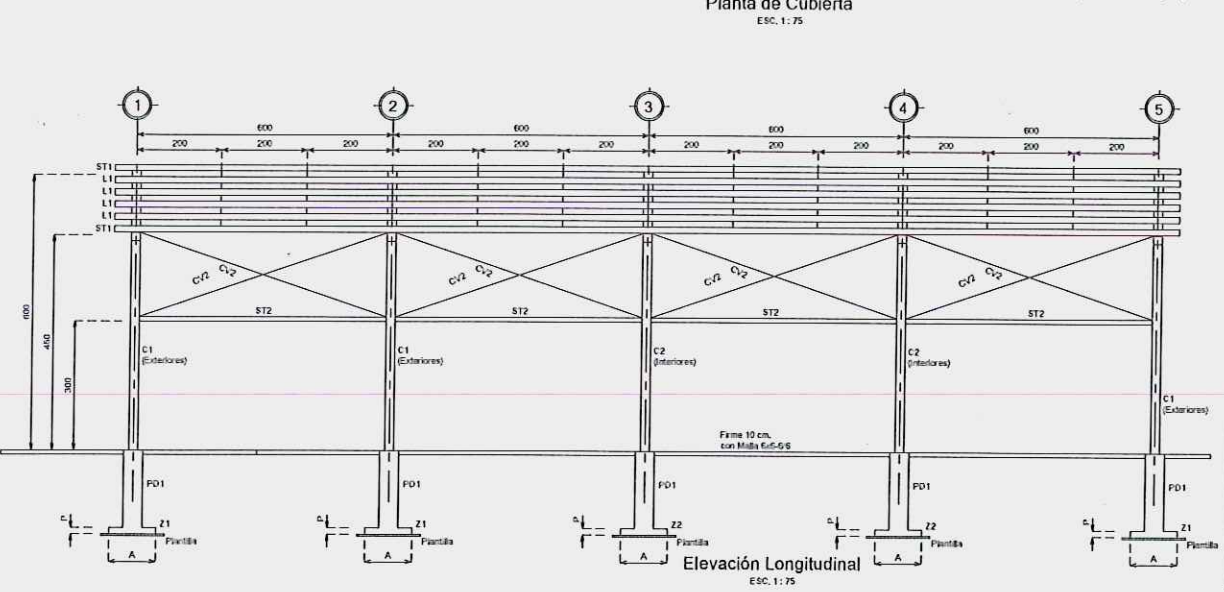 Planta de Cubierta
ESC. 1 : 75
1 2 3 4 5
600 600 600 600
200 200 200 200 200 200 200 200 200 200 200 200
ST1
L1
L1
L1
L1
ST1
CV2 CV2 CV2 CV2 CV2 CV2 CV2 CV2
ST2 ST2 ST2 ST2
600
450
300
C1
(Exteriores)
C1
(Exteriores)
C2
(Interiores)
C2
(Interiores)
C1
(Exteriores)
Firme 10 cm.
con Malla 6x6-6/6
PD1 PD1 PD1 PD1 PD1
P P P P P
Z1 Z1 Z2 Z2 Z1
Plantilla Plantilla Plantilla Plantilla Plantilla
A A A A A
Elevación Longitudinal
ESC. 1 : 75